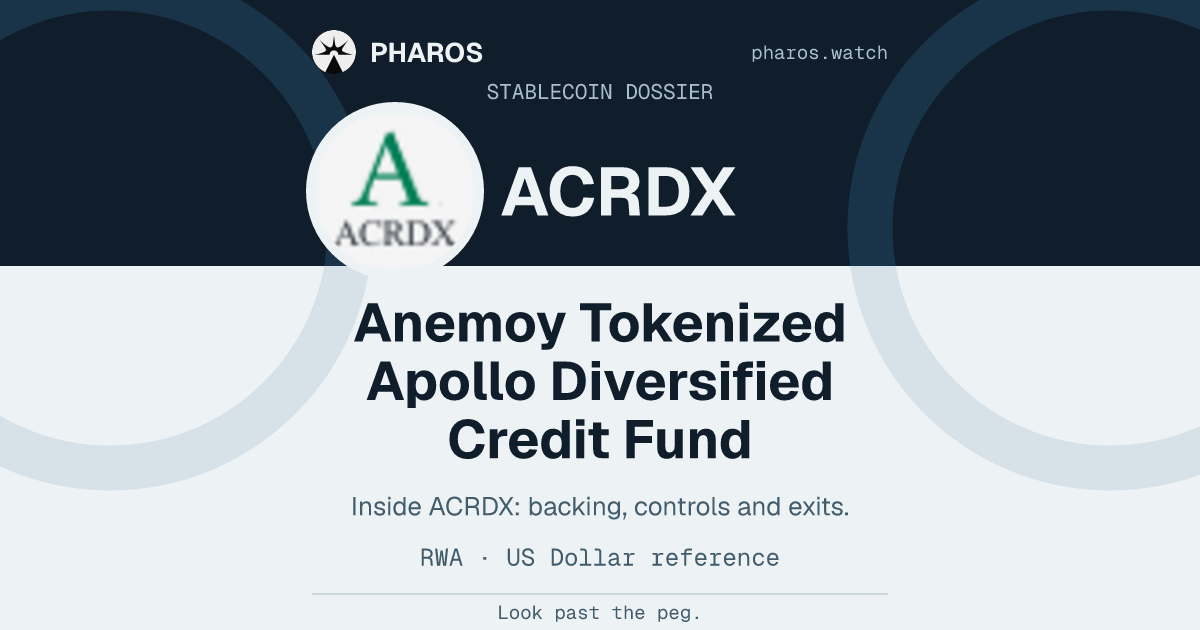 PHAROS
pharos.watch
STABLECOIN DOSSIER
A
ACRDX
ACRDX
Anemoy Tokenized
Apollo Diversified
Credit Fund
Inside ACRDX: backing, controls and exits.
RWA · US Dollar reference
Look past the peg.